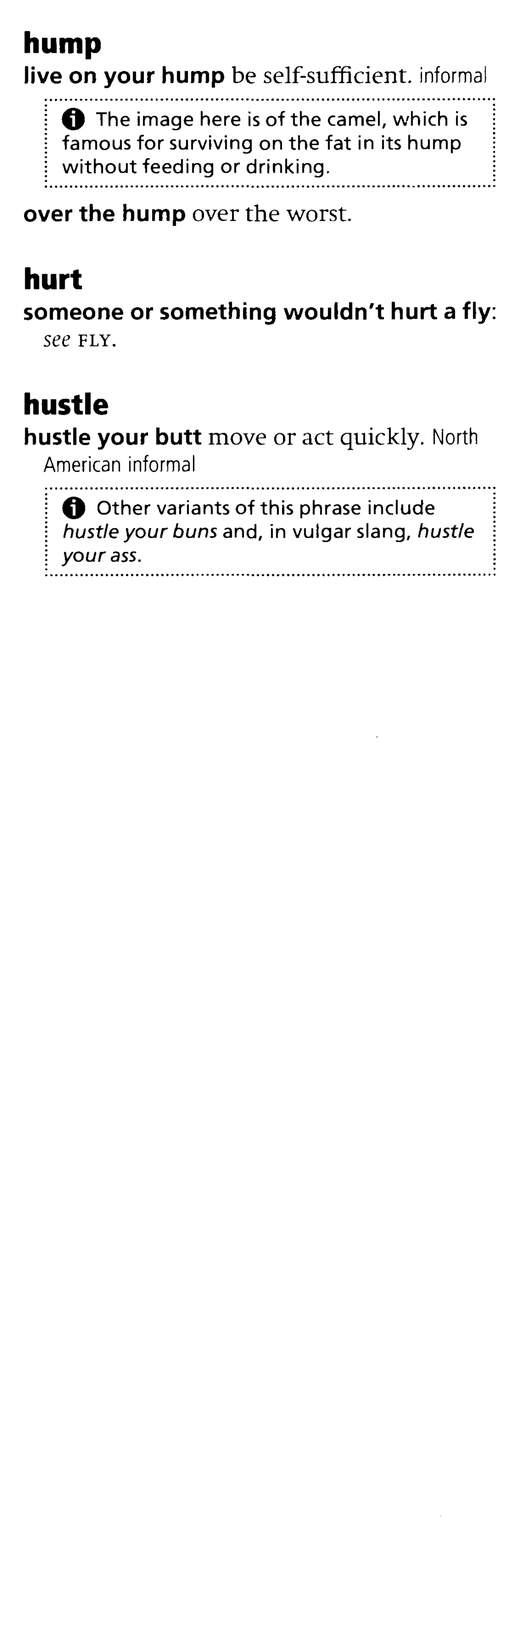 hump
live on your hump be self-sufficient. informal
The image here is of the camel, which is
famous for surviving on the fat in its hump
without feeding or drinking.
over the hump over the worst.
hurt
someone or something wouldn't hurt a fly:
see FLY.
hustle
hustle your butt move or act quickly. North
American informal
Other variants of this phrase include
hustle your buns and, in vulgar slang, hustle
your ass.